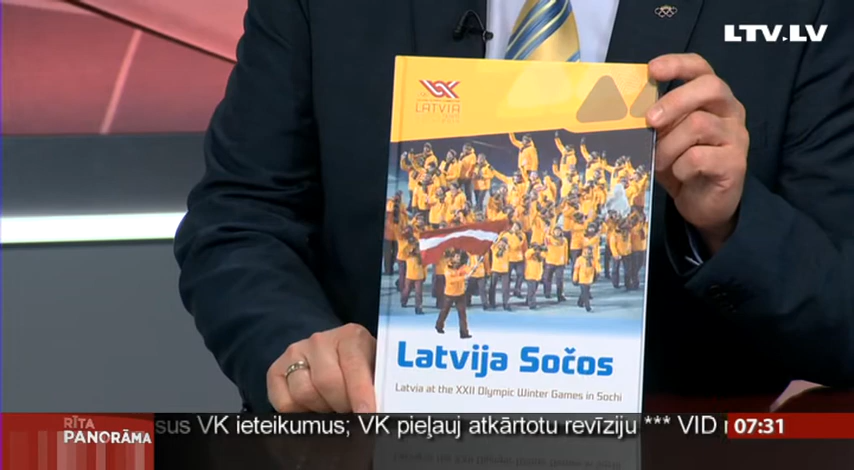 LTV.LV
LATVIA
Latvija Sočos
Latvia at the XXII Olympic Winter Games in Sochi
RĪTA
PANORĀMA
sus VK ieteikumus; VK pieļauj atkārtotu revīziju *** VID
07:31